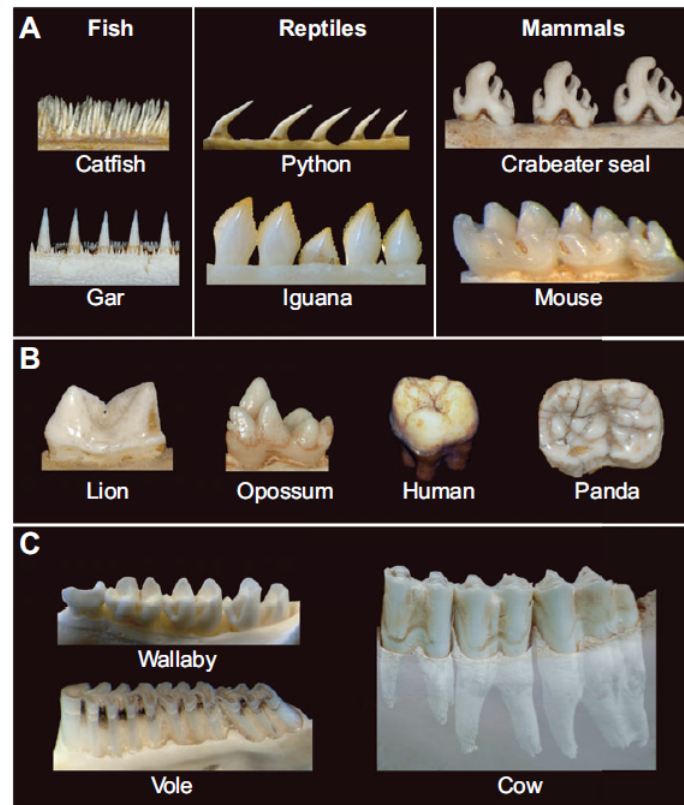 A
Fish
Reptiles
Mammals
Catfish
Python
Crabeater seal
Gar
Iguana
Mouse
B
Lion
Opossum
Human
Panda
C
Wallaby
Vole
Cow